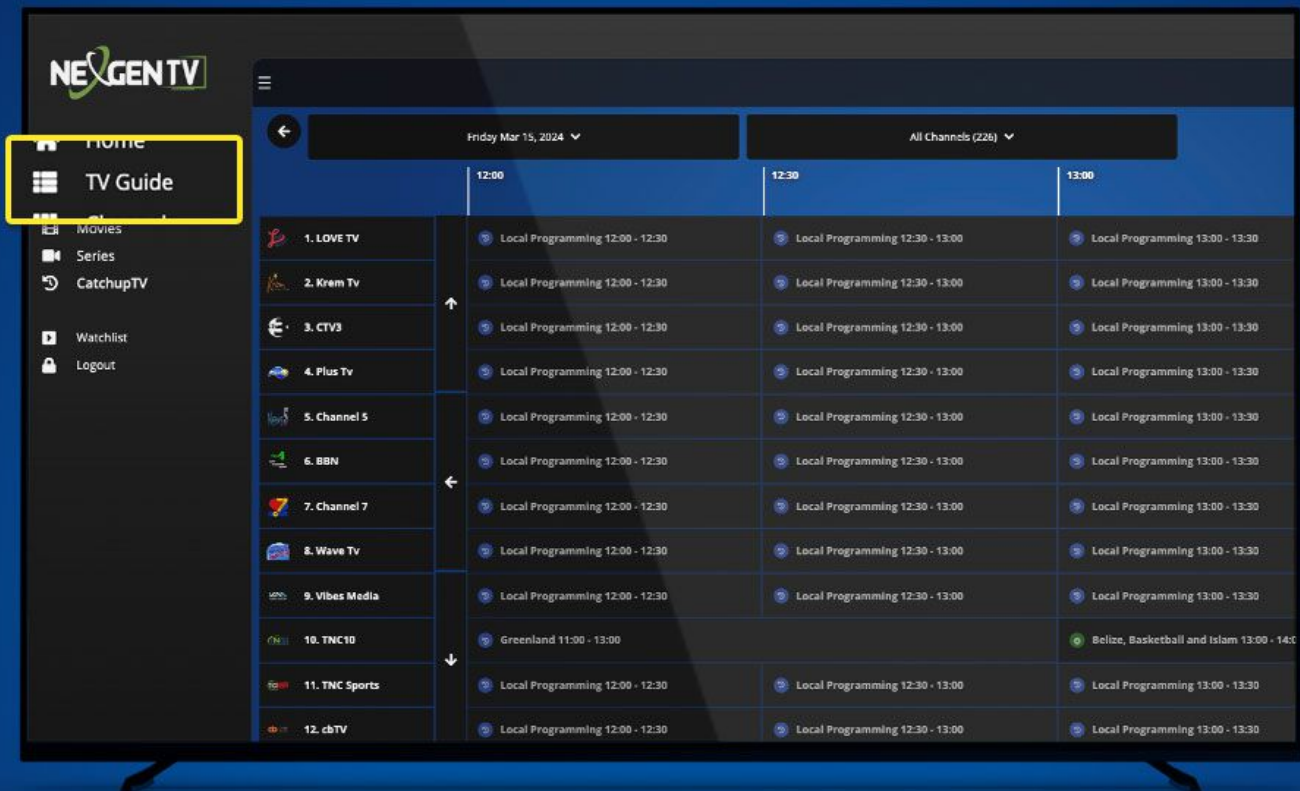 NEXGENTV
Home
TV Guide
Movies
Series
CatchupTV
Watchlist
Logout
Friday Mar 15, 2024
All Channels (226)
12:00 12:30 13:00
1. LOVE TV Local Programming 12:00 - 12:30 Local Programming 12:30 - 13:00 Local Programming 13:00 - 13:30
2. Krem Tv Local Programming 12:00 - 12:30 Local Programming 12:30 - 13:00 Local Programming 13:00 - 13:30
3. CTV3 Local Programming 12:00 - 12:30 Local Programming 12:30 - 13:00 Local Programming 13:00 - 13:30
4. Plus Tv Local Programming 12:00 - 12:30 Local Programming 12:30 - 13:00 Local Programming 13:00 - 13:30
5. Channel 5 Local Programming 12:00 - 12:30 Local Programming 12:30 - 13:00 Local Programming 13:00 - 13:30
6. BBN Local Programming 12:00 - 12:30 Local Programming 12:30 - 13:00 Local Programming 13:00 - 13:30
7. Channel 7 Local Programming 12:00 - 12:30 Local Programming 12:30 - 13:00 Local Programming 13:00 - 13:30
8. Wave Tv Local Programming 12:00 - 12:30 Local Programming 12:30 - 13:00 Local Programming 13:00 - 13:30
9. Vibes Media Local Programming 12:00 - 12:30 Local Programming 12:30 - 13:00 Local Programming 13:00 - 13:30
10. TNC10 Greenland 11:00 - 13:00 Belize, Basketball and Islam 13:00 -
11. TNC Sports Local Programming 12:00 - 12:30 Local Programming 12:30 - 13:00 Local Programming 13:00 - 13:30
12. cbTV Local Programming 12:00 - 12:30 Local Programming 12:30 - 13:00 Local Programming 13:00 - 13:30